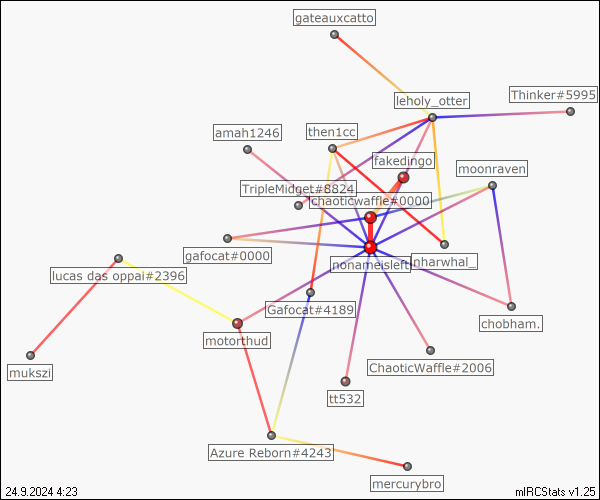 gateauxcatto
Thinker#5995
leholy_otter
amah1246
then1cc
fakedingo
moonraven
TripleMidget#8824
chaoticwaffle#0000
gafocat#0000
nonameisleft
nharwhal_
lucas das oppai#2396
Gafocat#4189
chobham.
motorthud
mukszi
ChaoticWaffle#2006
tt532
Azure Reborn#4243
mercurybro
24.9.2024 4:23
mIRCStats v1.25